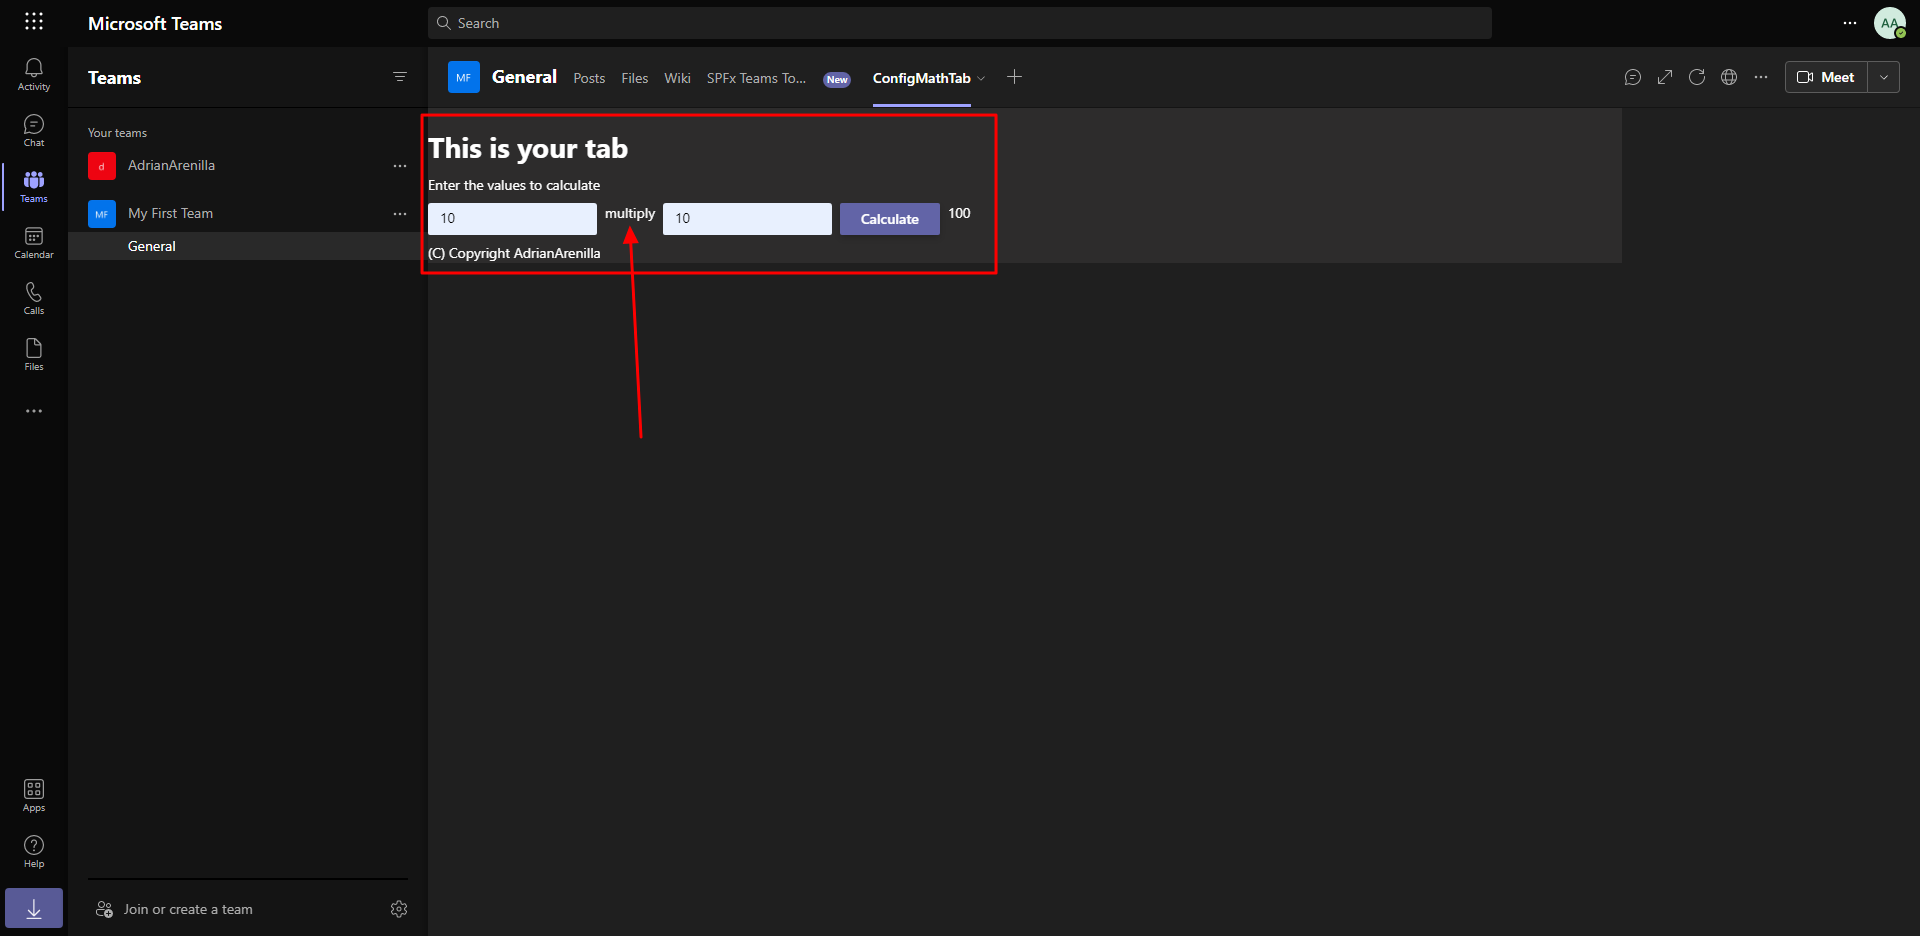 Microsoft Teams
Search
AA
Activity
Chat
Teams
Calendar
Calls
Files
Apps
Help
Teams
Your teams
d AdrianArenilla
MF My First Team
General
Join or create a team
MF General Posts Files Wiki SPFx Teams To... New ConfigMathTab Meet
This is your tab
Enter the values to calculate
10 multiply 10 Calculate 100
(C) Copyright AdrianArenilla